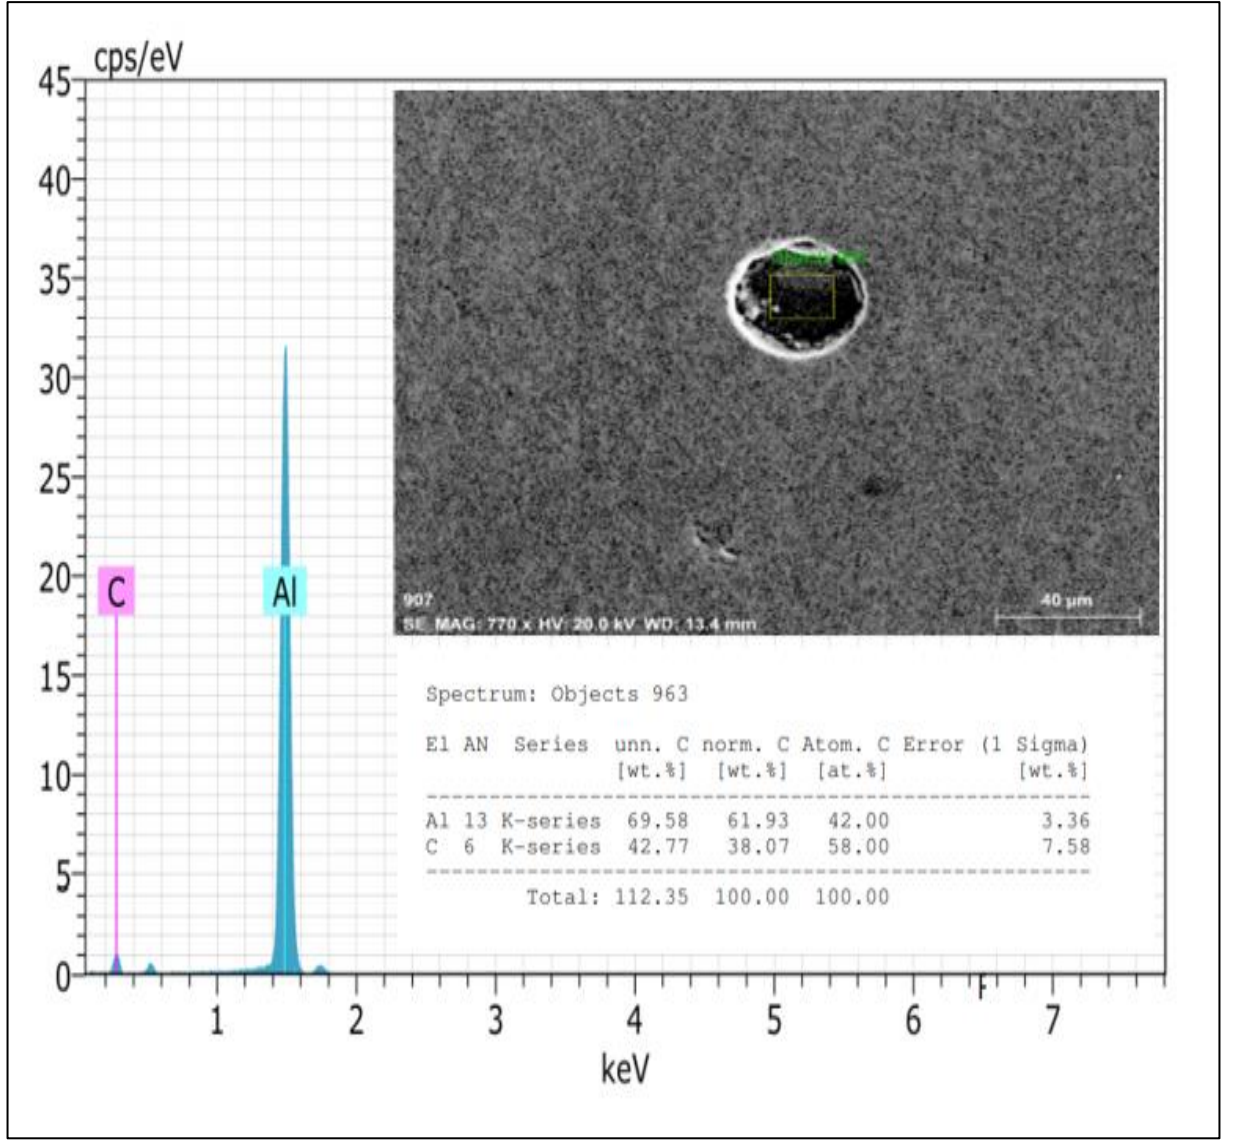 cps/eV
45
40
35
30
25
20
15
10
5
0
C
Al
1 2 3 4 5 6 7
keV
907
SE MAG: 770 x HV: 20.0 kV WD: 13.4 mm
40 µm
Spectrum: Objects 963
El AN Series unn. C norm. C Atom. C Error (1 Sigma)
[wt.%] [wt.%] [at.%] [wt.%]
Al 13 K-series 69.58 61.93 42.00 3.36
C 6 K-series 42.77 38.07 58.00 7.58
Total: 112.35 100.00 100.00